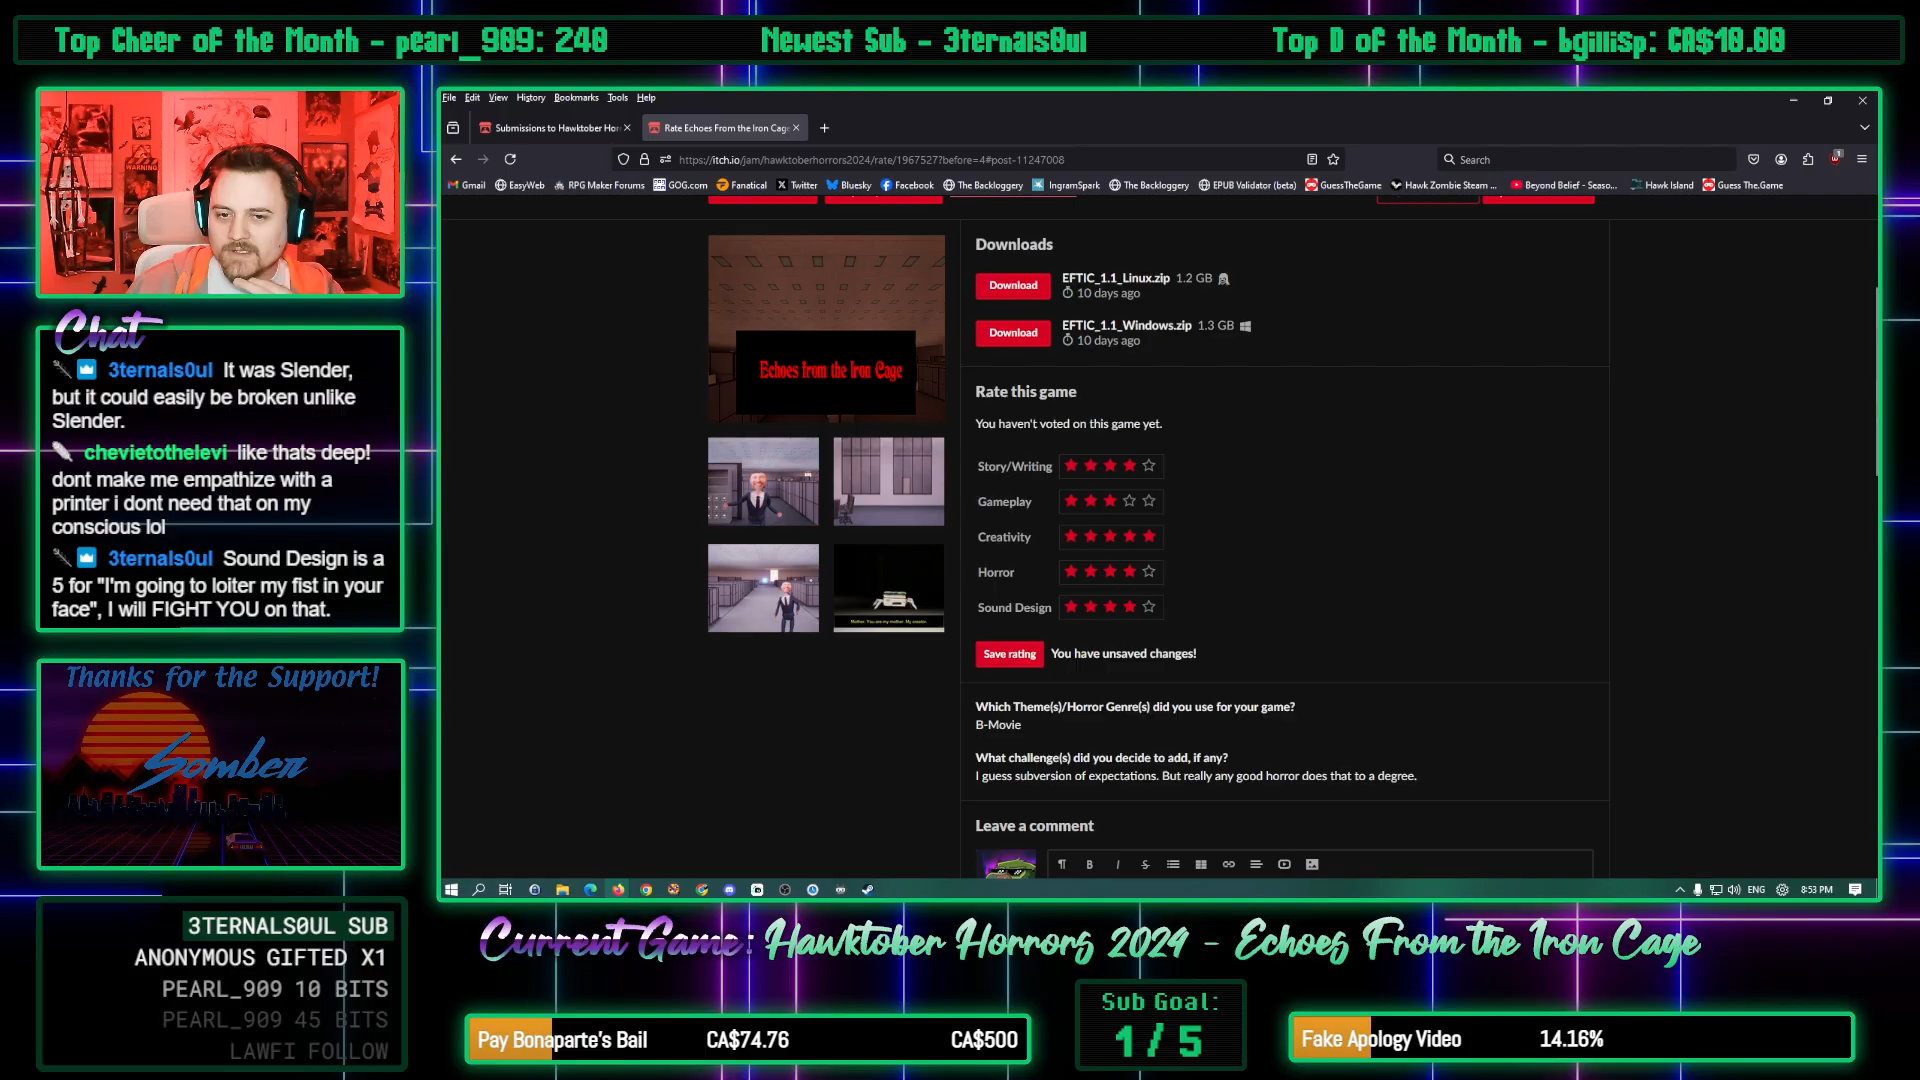 Top Cheer of the Month - pearl_909: 240
Newest Sub - 3ternals0ul
Top D of the Month - bgillisp: CA$10.00
File Edit View History Bookmarks Tools Help
Submissions to Hawktober Hor
Rate Echoes From the Iron Cage
https://itch.io/jam/hawktoberhorrors2024/rate/1967527?before=4#post-11247008
Search
Gmail EasyWeb RPG Maker Forums GOG.com Fanatical Twitter Bluesky Facebook The Backloggery IngramSpark The Backloggery EPUB Validator (beta) GuessTheGame Hawk Zombie Steam ... Beyond Belief - Seaso... Hawk Island Guess The.Game
WARNING
Echoes from the Iron Cage
Mother. You are my mother. My creator.
Downloads
Download EFTIC_1.1_Linux.zip 1.2 GB
10 days ago
Download EFTIC_1.1_Windows.zip 1.3 GB
10 days ago
Rate this game
You haven't voted on this game yet.
Story/Writing
Gameplay
Creativity
Horror
Sound Design
Save rating You have unsaved changes!
Which Theme(s)/Horror Genre(s) did you use for your game?
B-Movie
What challenge(s) did you decide to add, if any?
I guess subversion of expectations. But really any good horror does that to a degree.
Leave a comment
ENG 8:53 PM
Chat
3ternals0ul It was Slender,
but it could easily be broken unlike
Slender.
chevietothelevi like thats deep!
dont make me empathize with a
printer i dont need that on my
conscious lol
3ternals0ul Sound Design is a
5 for "I'm going to loiter my fist in your
face", I will FIGHT YOU on that.
Thanks for the Support!
Somber
3TERNALS0UL SUB
ANONYMOUS GIFTED X1
PEARL_909 10 BITS
PEARL_909 45 BITS
LAWFI FOLLOW
Current Game: Hawktober Horrors 2024 - Echoes From the Iron Cage
Pay Bonaparte's Bail CA$74.76 CA$500
Sub Goal:
1 / 5
Fake Apology Video 14.16%